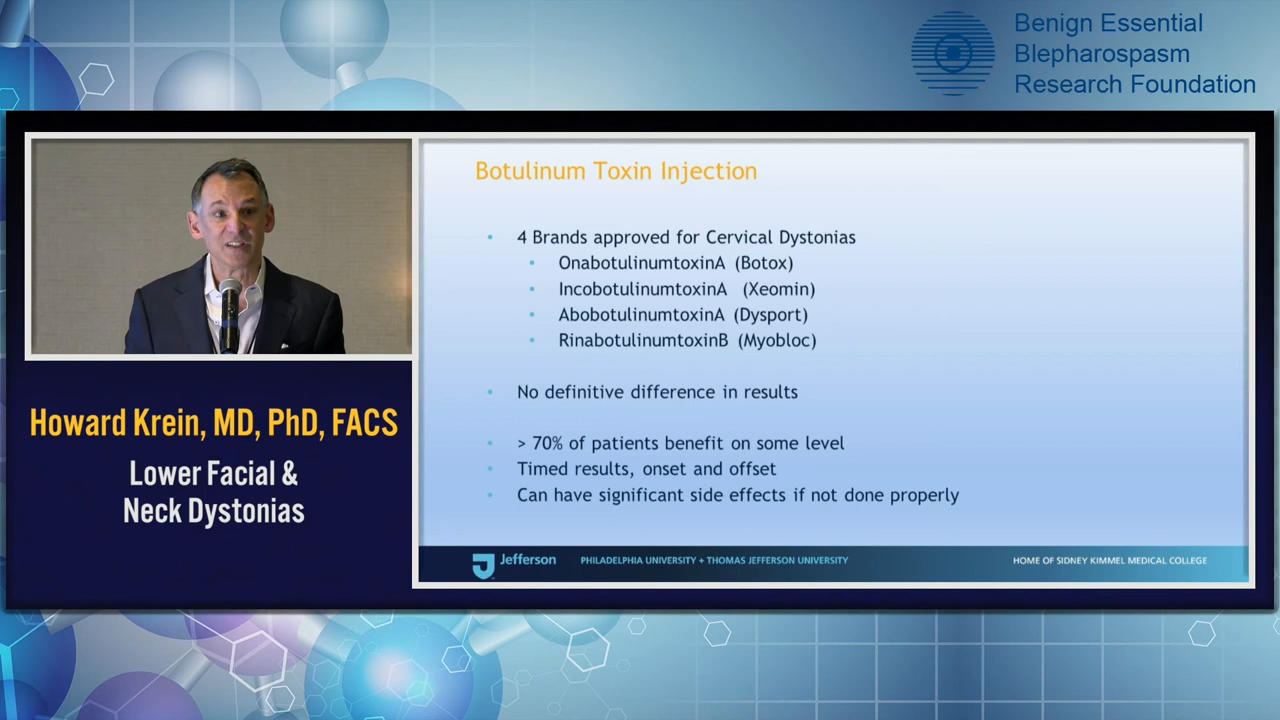 Benign Essential
Blepharospasm
Research Foundation
Howard Krein, MD, PhD, FACS
Lower Facial &
Neck Dystonias
Botulinum Toxin Injection
• 4 Brands approved for Cervical Dystonias
• OnabotulinumtoxinA (Botox)
• IncobotulinumtoxinA (Xeomin)
• AbobotulinumtoxinA (Dysport)
• RinabotulinumtoxinB (Myobloc)
• No definitive difference in results
• > 70% of patients benefit on some level
• Timed results, onset and offset
• Can have significant side effects if not done properly
Jefferson PHILADELPHIA UNIVERSITY + THOMAS JEFFERSON UNIVERSITY HOME OF SIDNEY KIMMEL MEDICAL COLLEGE